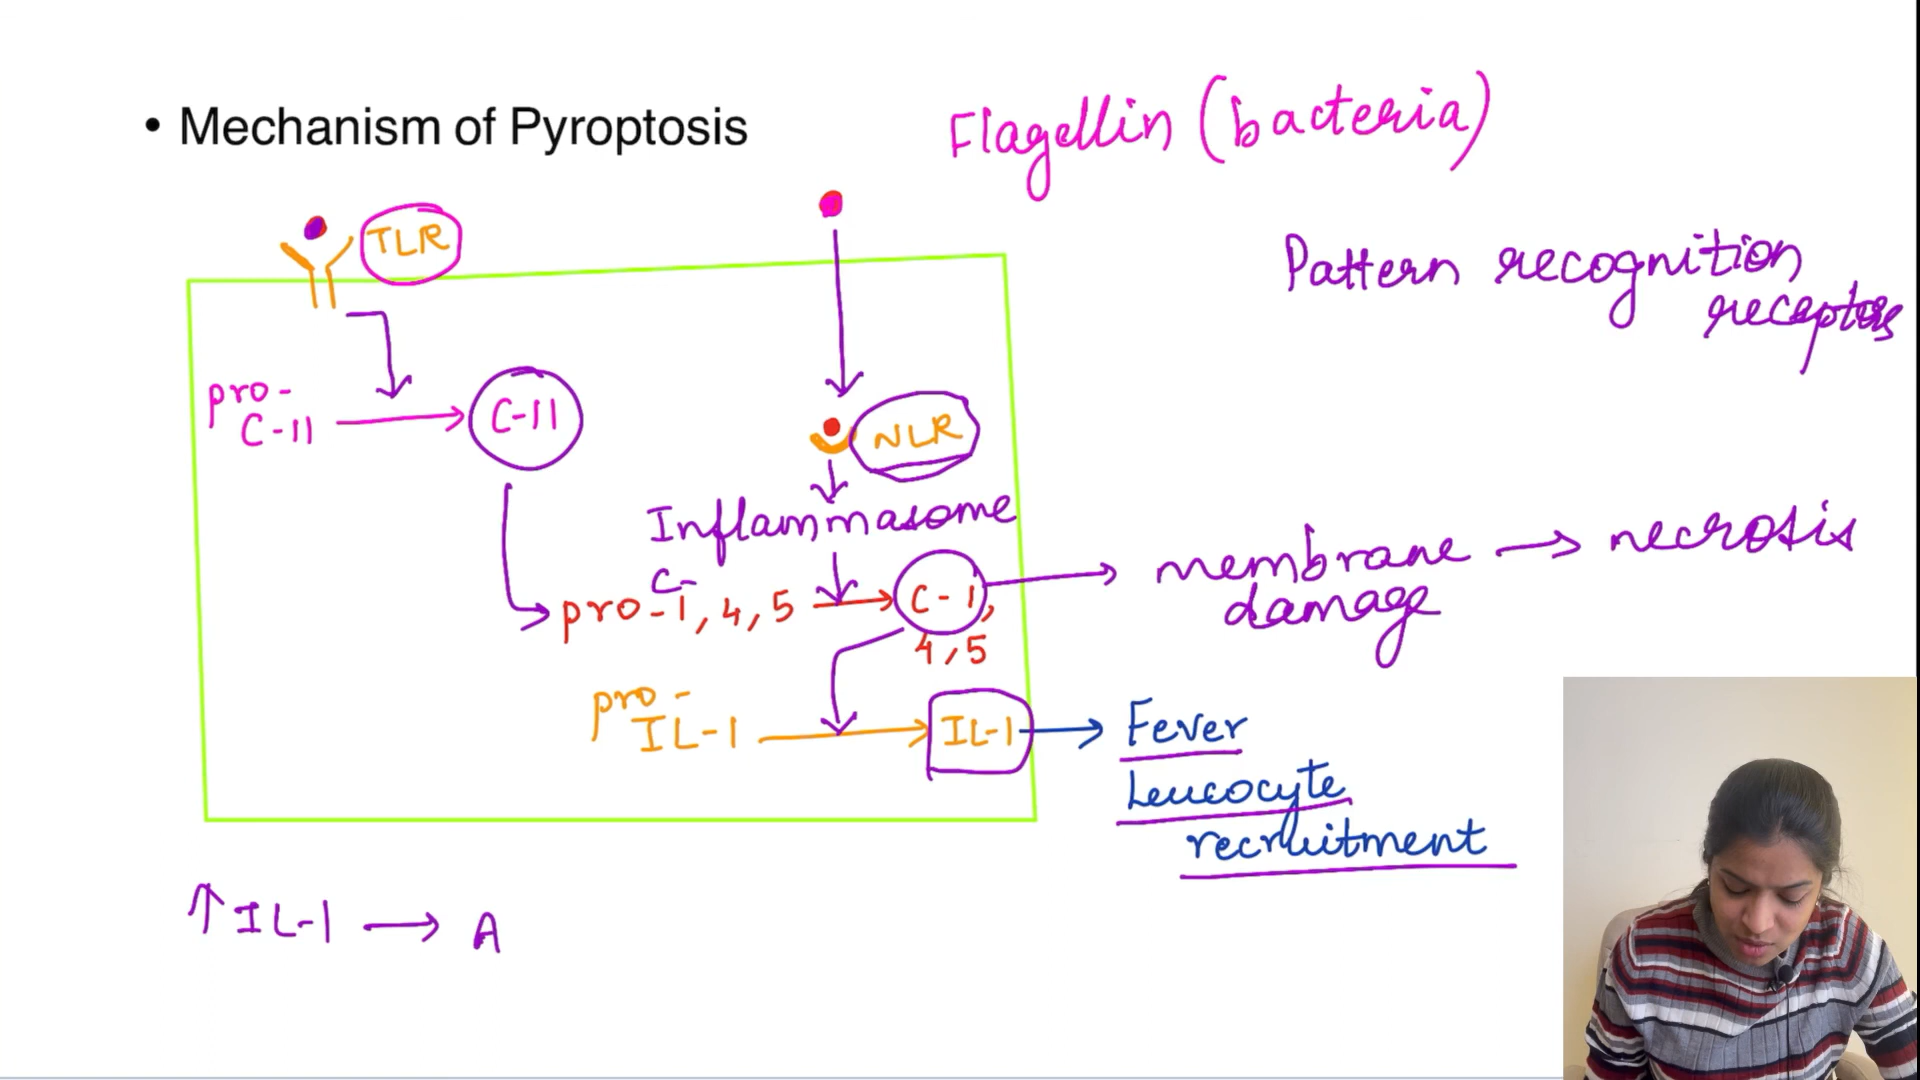 • Mechanism of Pyroptosis
Flagellin (bacteria)
TLR
Pattern recognition
receptors
pro-
C-11
C-11
NLR
Inflammasome
C-
pro-1, 4, 5
C-1,
4,5
membrane → necrosis
damage
pro-
IL-1
IL-1
Fever
Leucocyte
recruitment
↑ IL-1 → A